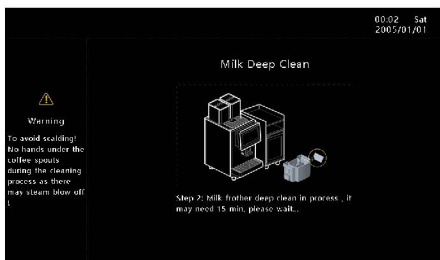 00:02 Sat
2005/01/01
Milk Deep Clean
Warning
To avoid scalding!
No hands under the
coffee spouts
during the cleaning
process as there
may steam blow off
!
Step 2: Milk frother deep clean in process , it
may need 15 min, please wait...